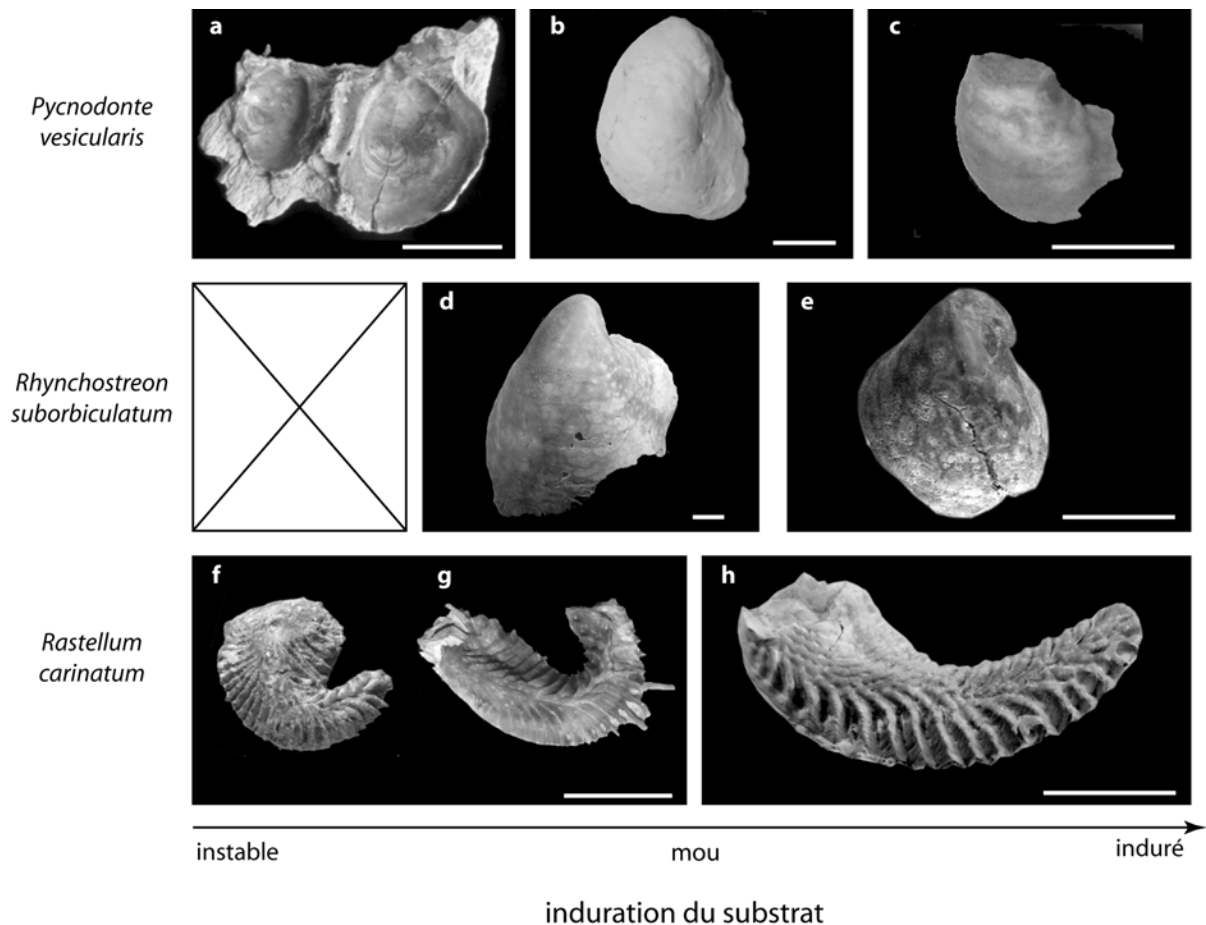 a
b
c
Pycnodonte
vesicularis
d
e
Rhynchostreon
suborbiculatum
f
g
h
Rastellum
carinatum
instable
mou
induré
induration du substrat